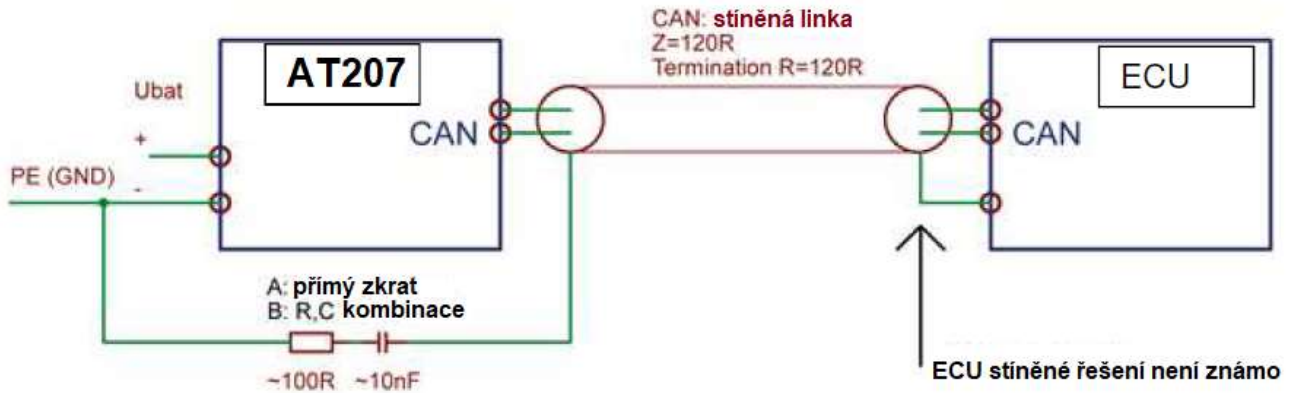 CAN: stíněná linka
Z=120R
Termination R=120R
AT207
ECU
Ubat
+
CAN
CAN
PE (GND)
-
A: přímý zkrat
B: R,C kombinace
~100R ~10nF
ECU stíněné řešení není známo